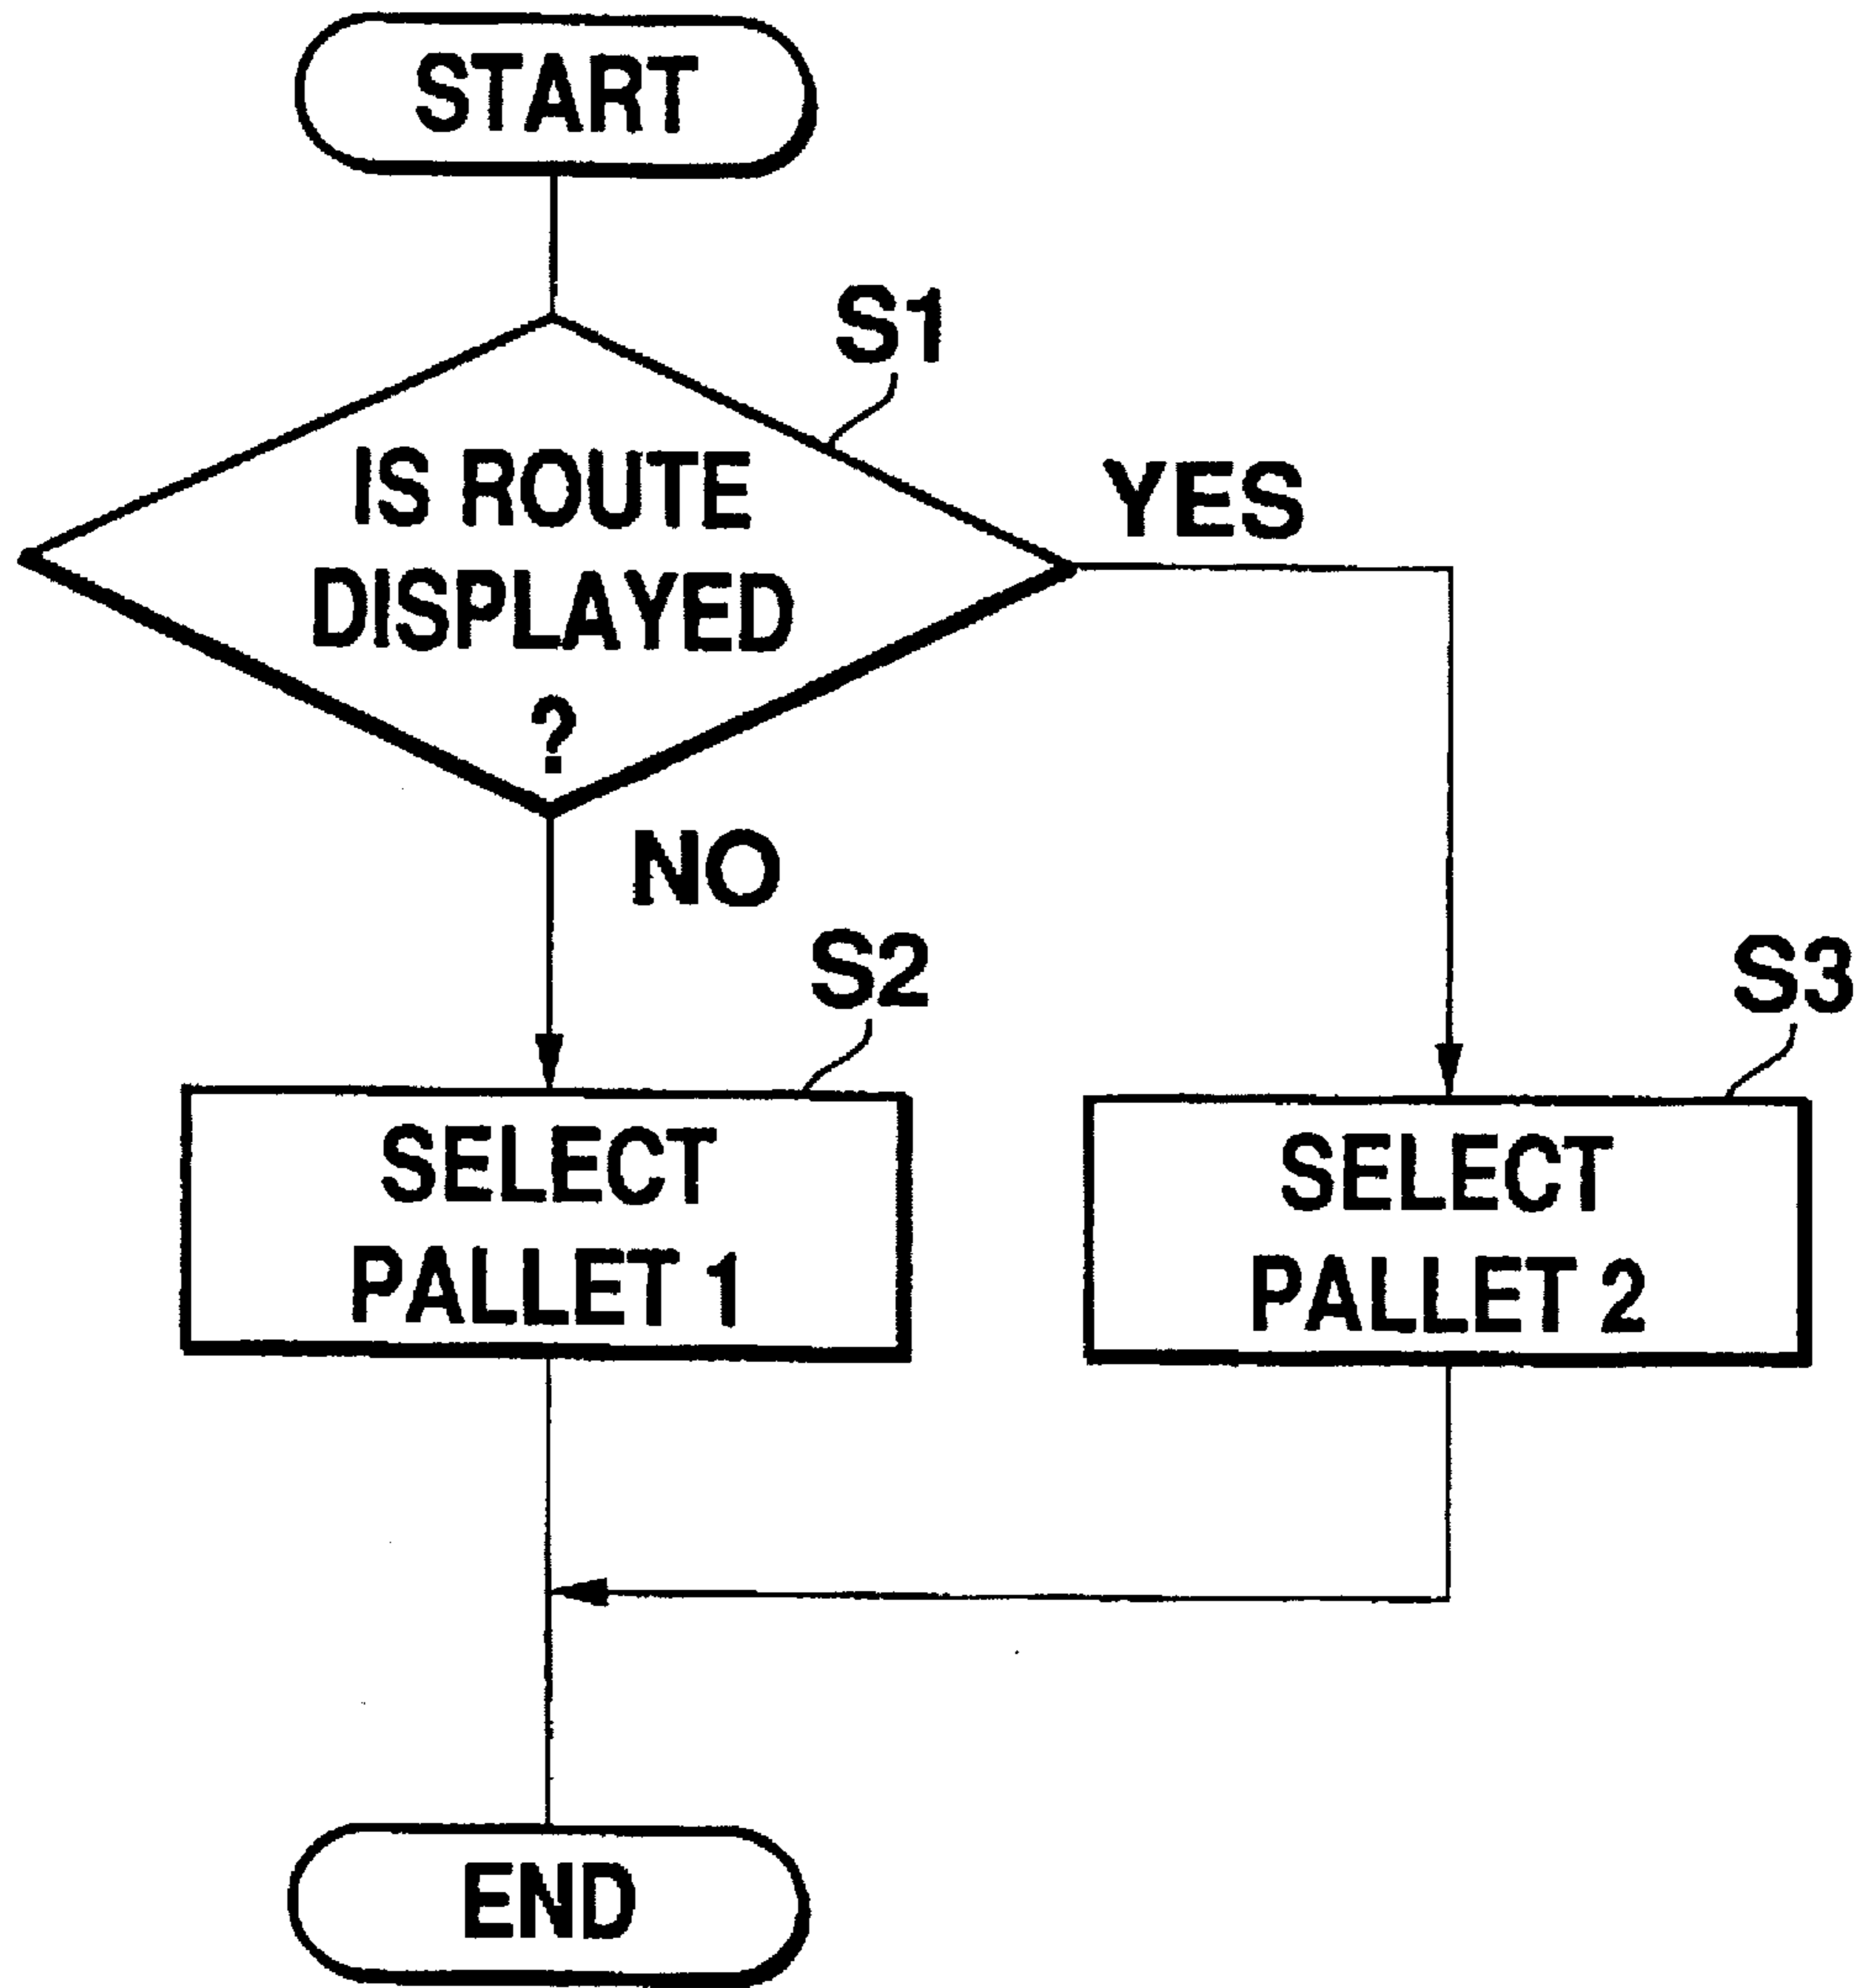 START
S1
IS ROUTE
DISPLAYED
?
YES
NO
S2
S3
SELECT
PALLET 1
SELECT
PALLET 2
END